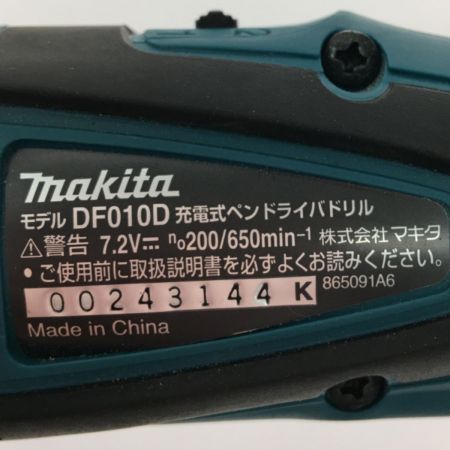 makita
モデル DF010D 充電式ペンドライバドリル
⚠警告 7.2V⎓ n₀200/650min⁻¹ 株式会社マキタ
・ご使用前に取扱説明書を必ずよくお読みください。
00243144 K 865091A6
Made in China